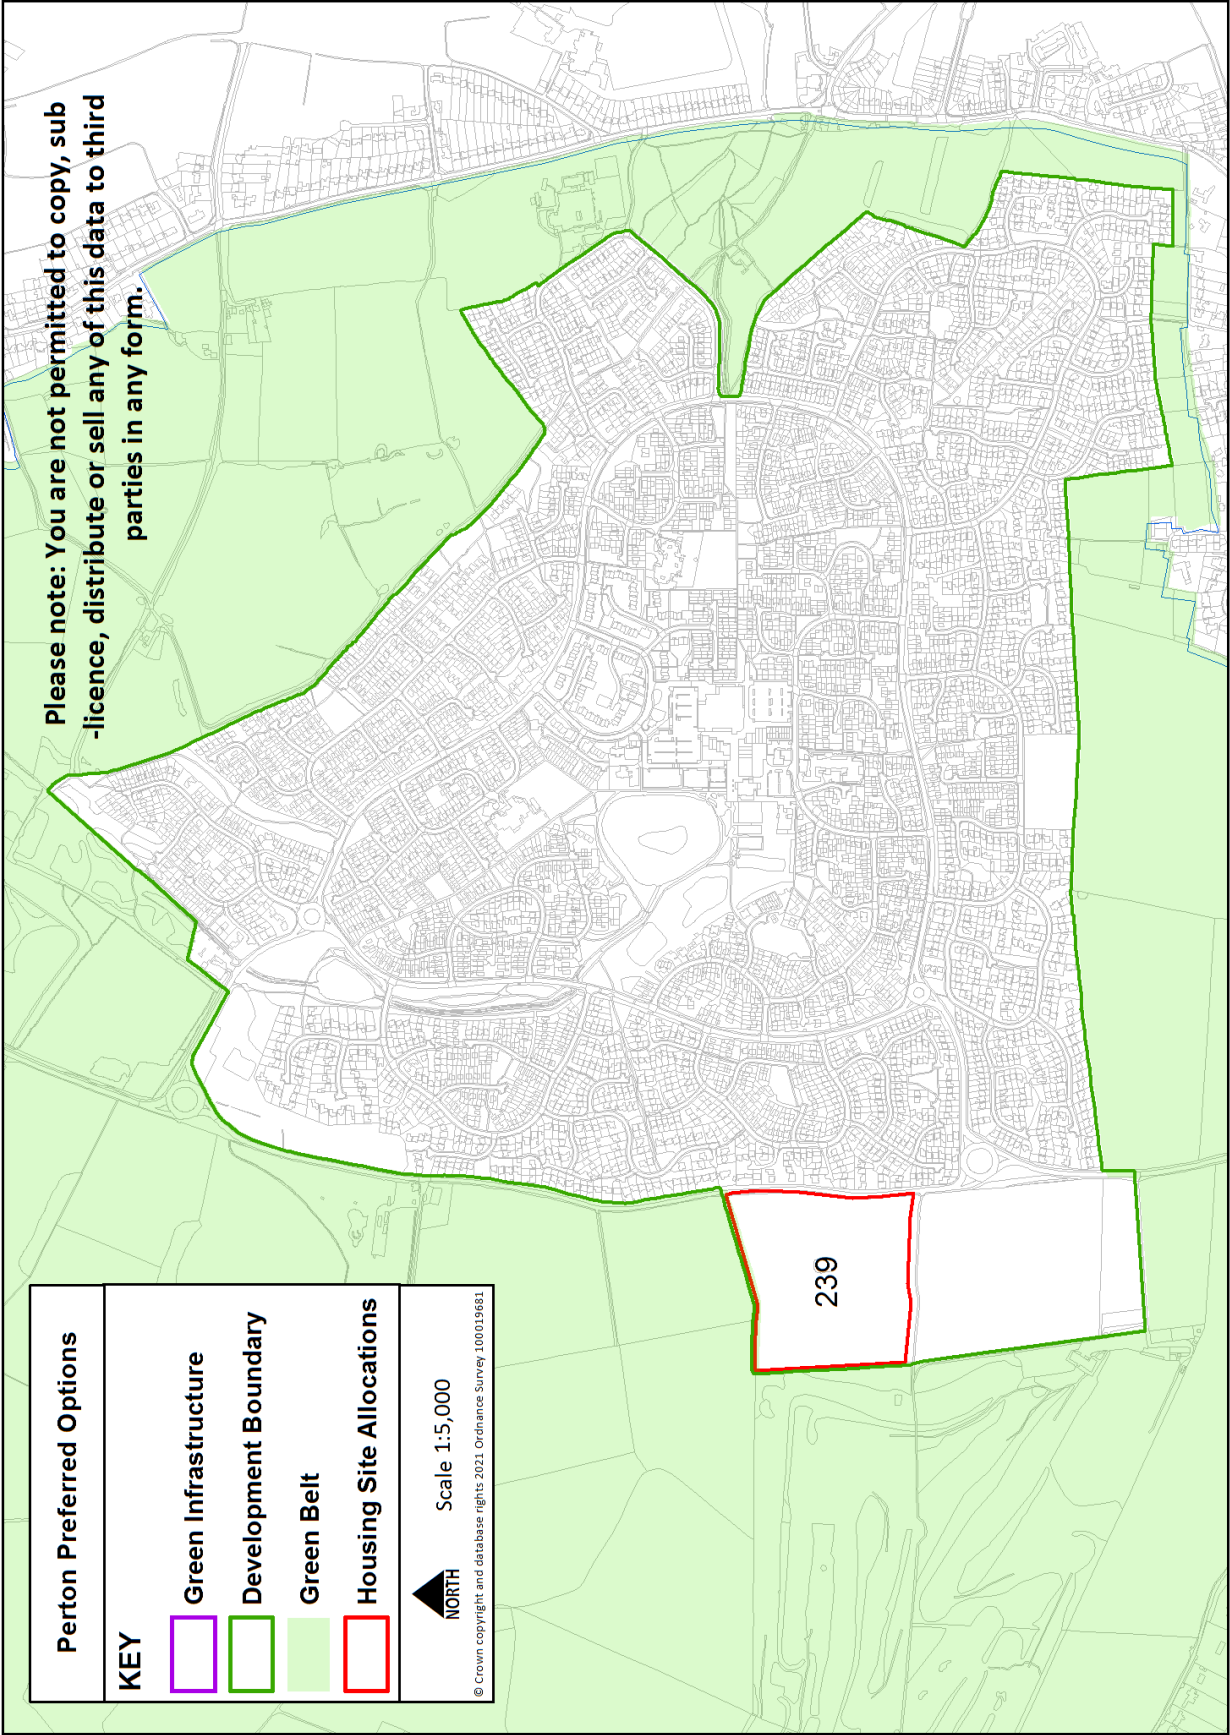 Please note: You are not permitted to copy, sub
-licence, distribute or sell any of this data to third
parties in any form.
Perton Preferred Options
KEY
Green Infrastructure
Development Boundary
Green Belt
Housing Site Allocations
NORTH
Scale 1:5,000
© Crown copyright and database rights 2021 Ordnance Survey 100019681
239